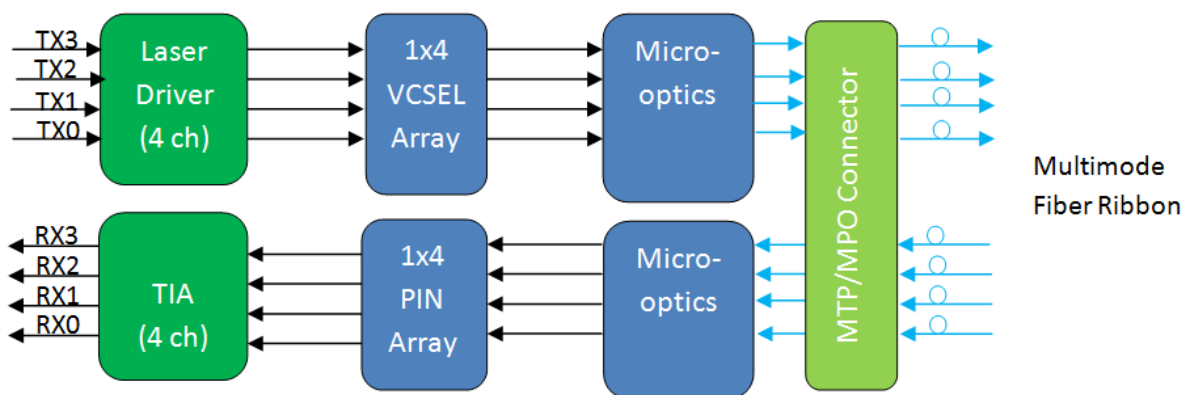 TX3
TX2
TX1
TX0
Laser
Driver
(4 ch)
1x4
VCSEL
Array
Micro-
optics
MTP/MPO Connector
Multimode
Fiber Ribbon
RX3
RX2
RX1
RX0
TIA
(4 ch)
1x4
PIN
Array
Micro-
optics